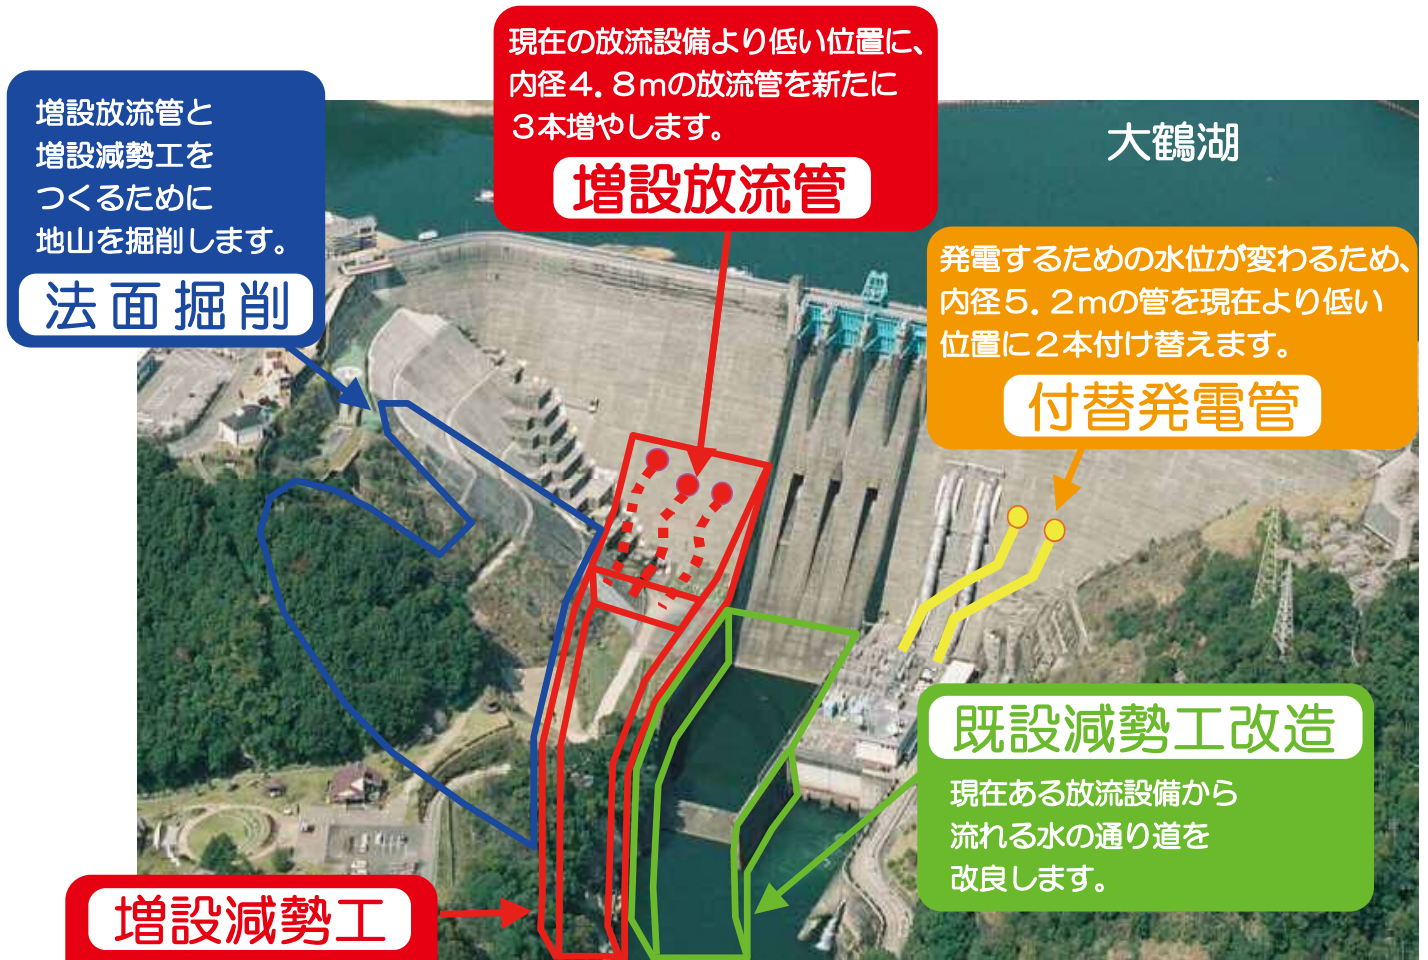 現在の放流設備より低い位置に、
内径4.8mの放流管を新たに
3本増やします。
増設放流管
増設放流管と
増設減勢工を
つくるために
地山を掘削します。
法面掘削
大鶴湖
発電するための水位が変わるため、
内径5.2mの管を現在より低い
位置に2本付け替えます。
付替発電管
既設減勢工改造
現在ある放流設備から
流れる水の通り道を
改良します。
増設減勢工